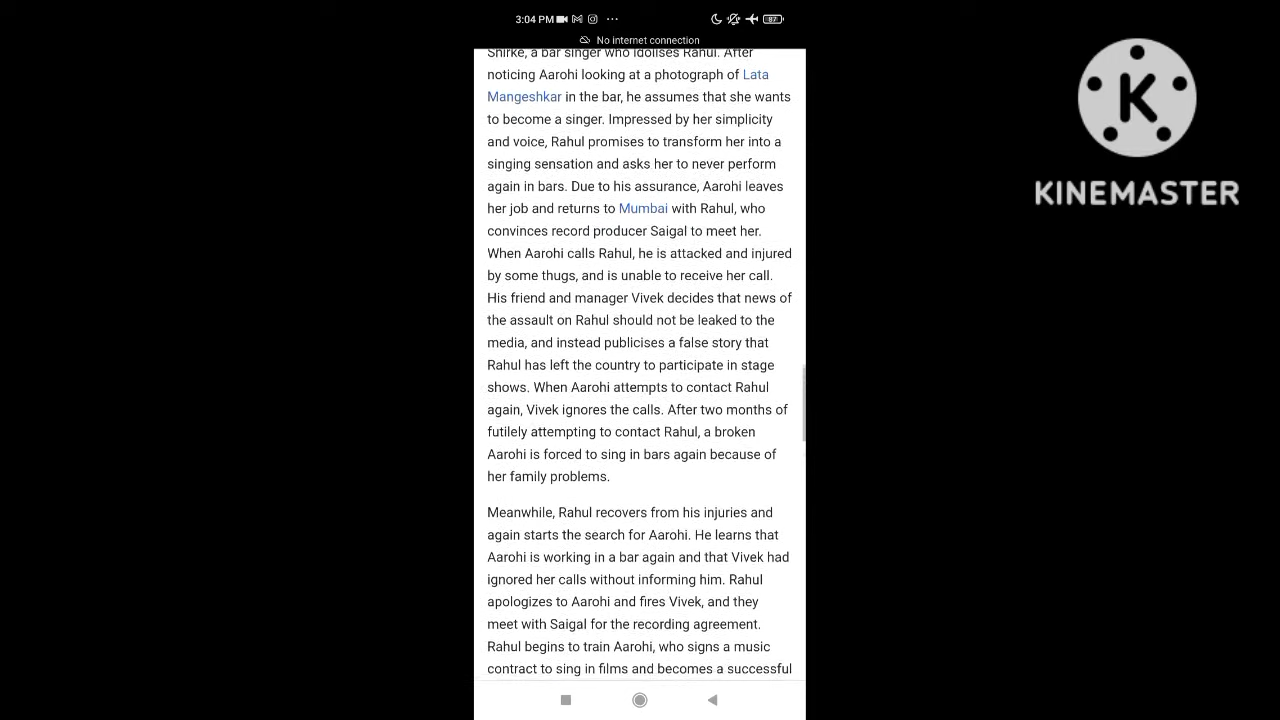 3:04 PM
87
No internet connection
Shirke, a bar singer who idolises Rahul. After
noticing Aarohi looking at a photograph of Lata
Mangeshkar in the bar, he assumes that she wants
to become a singer. Impressed by her simplicity
and voice, Rahul promises to transform her into a
singing sensation and asks her to never perform
again in bars. Due to his assurance, Aarohi leaves
her job and returns to Mumbai with Rahul, who
convinces record producer Saigal to meet her.
When Aarohi calls Rahul, he is attacked and injured
by some thugs, and is unable to receive her call.
His friend and manager Vivek decides that news of
the assault on Rahul should not be leaked to the
media, and instead publicises a false story that
Rahul has left the country to participate in stage
shows. When Aarohi attempts to contact Rahul
again, Vivek ignores the calls. After two months of
futilely attempting to contact Rahul, a broken
Aarohi is forced to sing in bars again because of
her family problems.
Meanwhile, Rahul recovers from his injuries and
again starts the search for Aarohi. He learns that
Aarohi is working in a bar again and that Vivek had
ignored her calls without informing him. Rahul
apologizes to Aarohi and fires Vivek, and they
meet with Saigal for the recording agreement.
Rahul begins to train Aarohi, who signs a music
contract to sing in films and becomes a successful
K
KINEMASTER